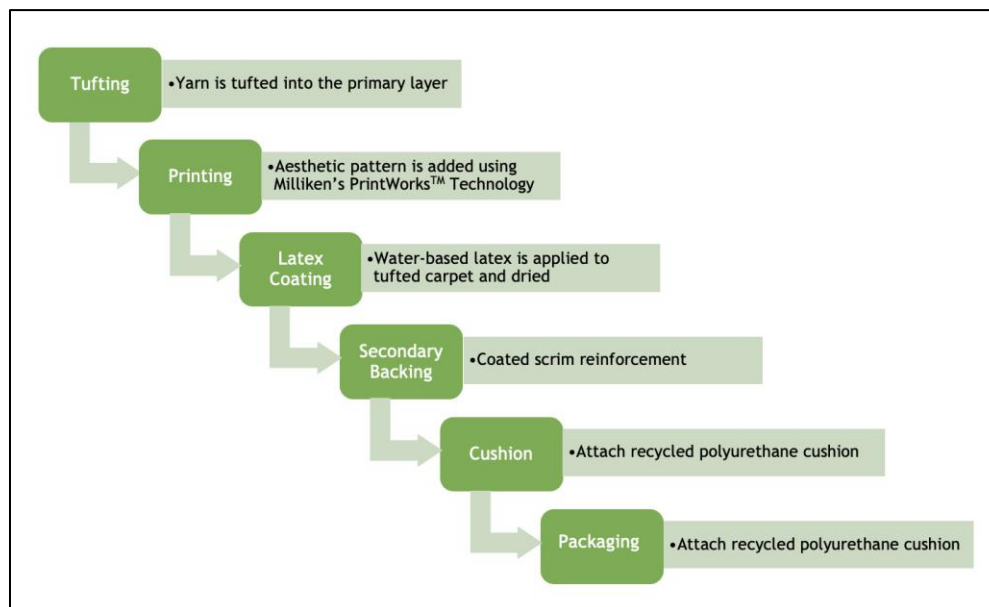 Tufting
•Yarn is tufted into the primary layer
Printing
•Aesthetic pattern is added using
Milliken's PrintWorks™ Technology
Latex
Coating
•Water-based latex is applied to
tufted carpet and dried
Secondary
Backing
•Coated scrim reinforcement
Cushion
•Attach recycled polyurethane cushion
Packaging
•Attach recycled polyurethane cushion